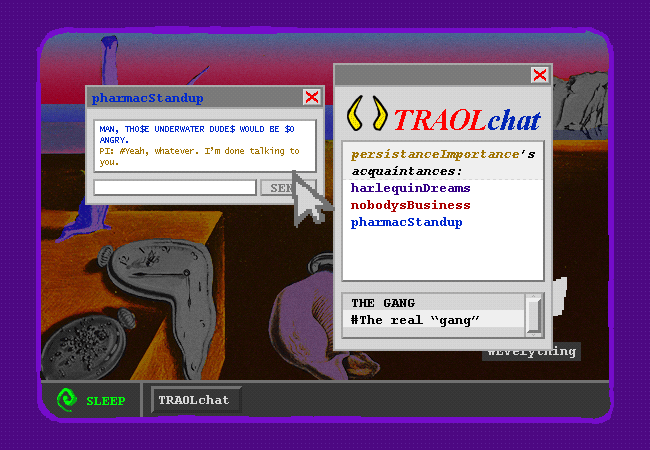 pharmacStandup
MAN, THO$E UNDERWATER DUDE$ WOULD BE $O
ANGRY.
PI: #Yeah, whatever. I'm done talking to
you.
TRAOLchat
persistanceImportance's
acquaintances:
harlequinDreams
nobodysBusiness
pharmacStandup
THE GANG
#The real “gang”
#Everything
SLEEP
TRAOLchat